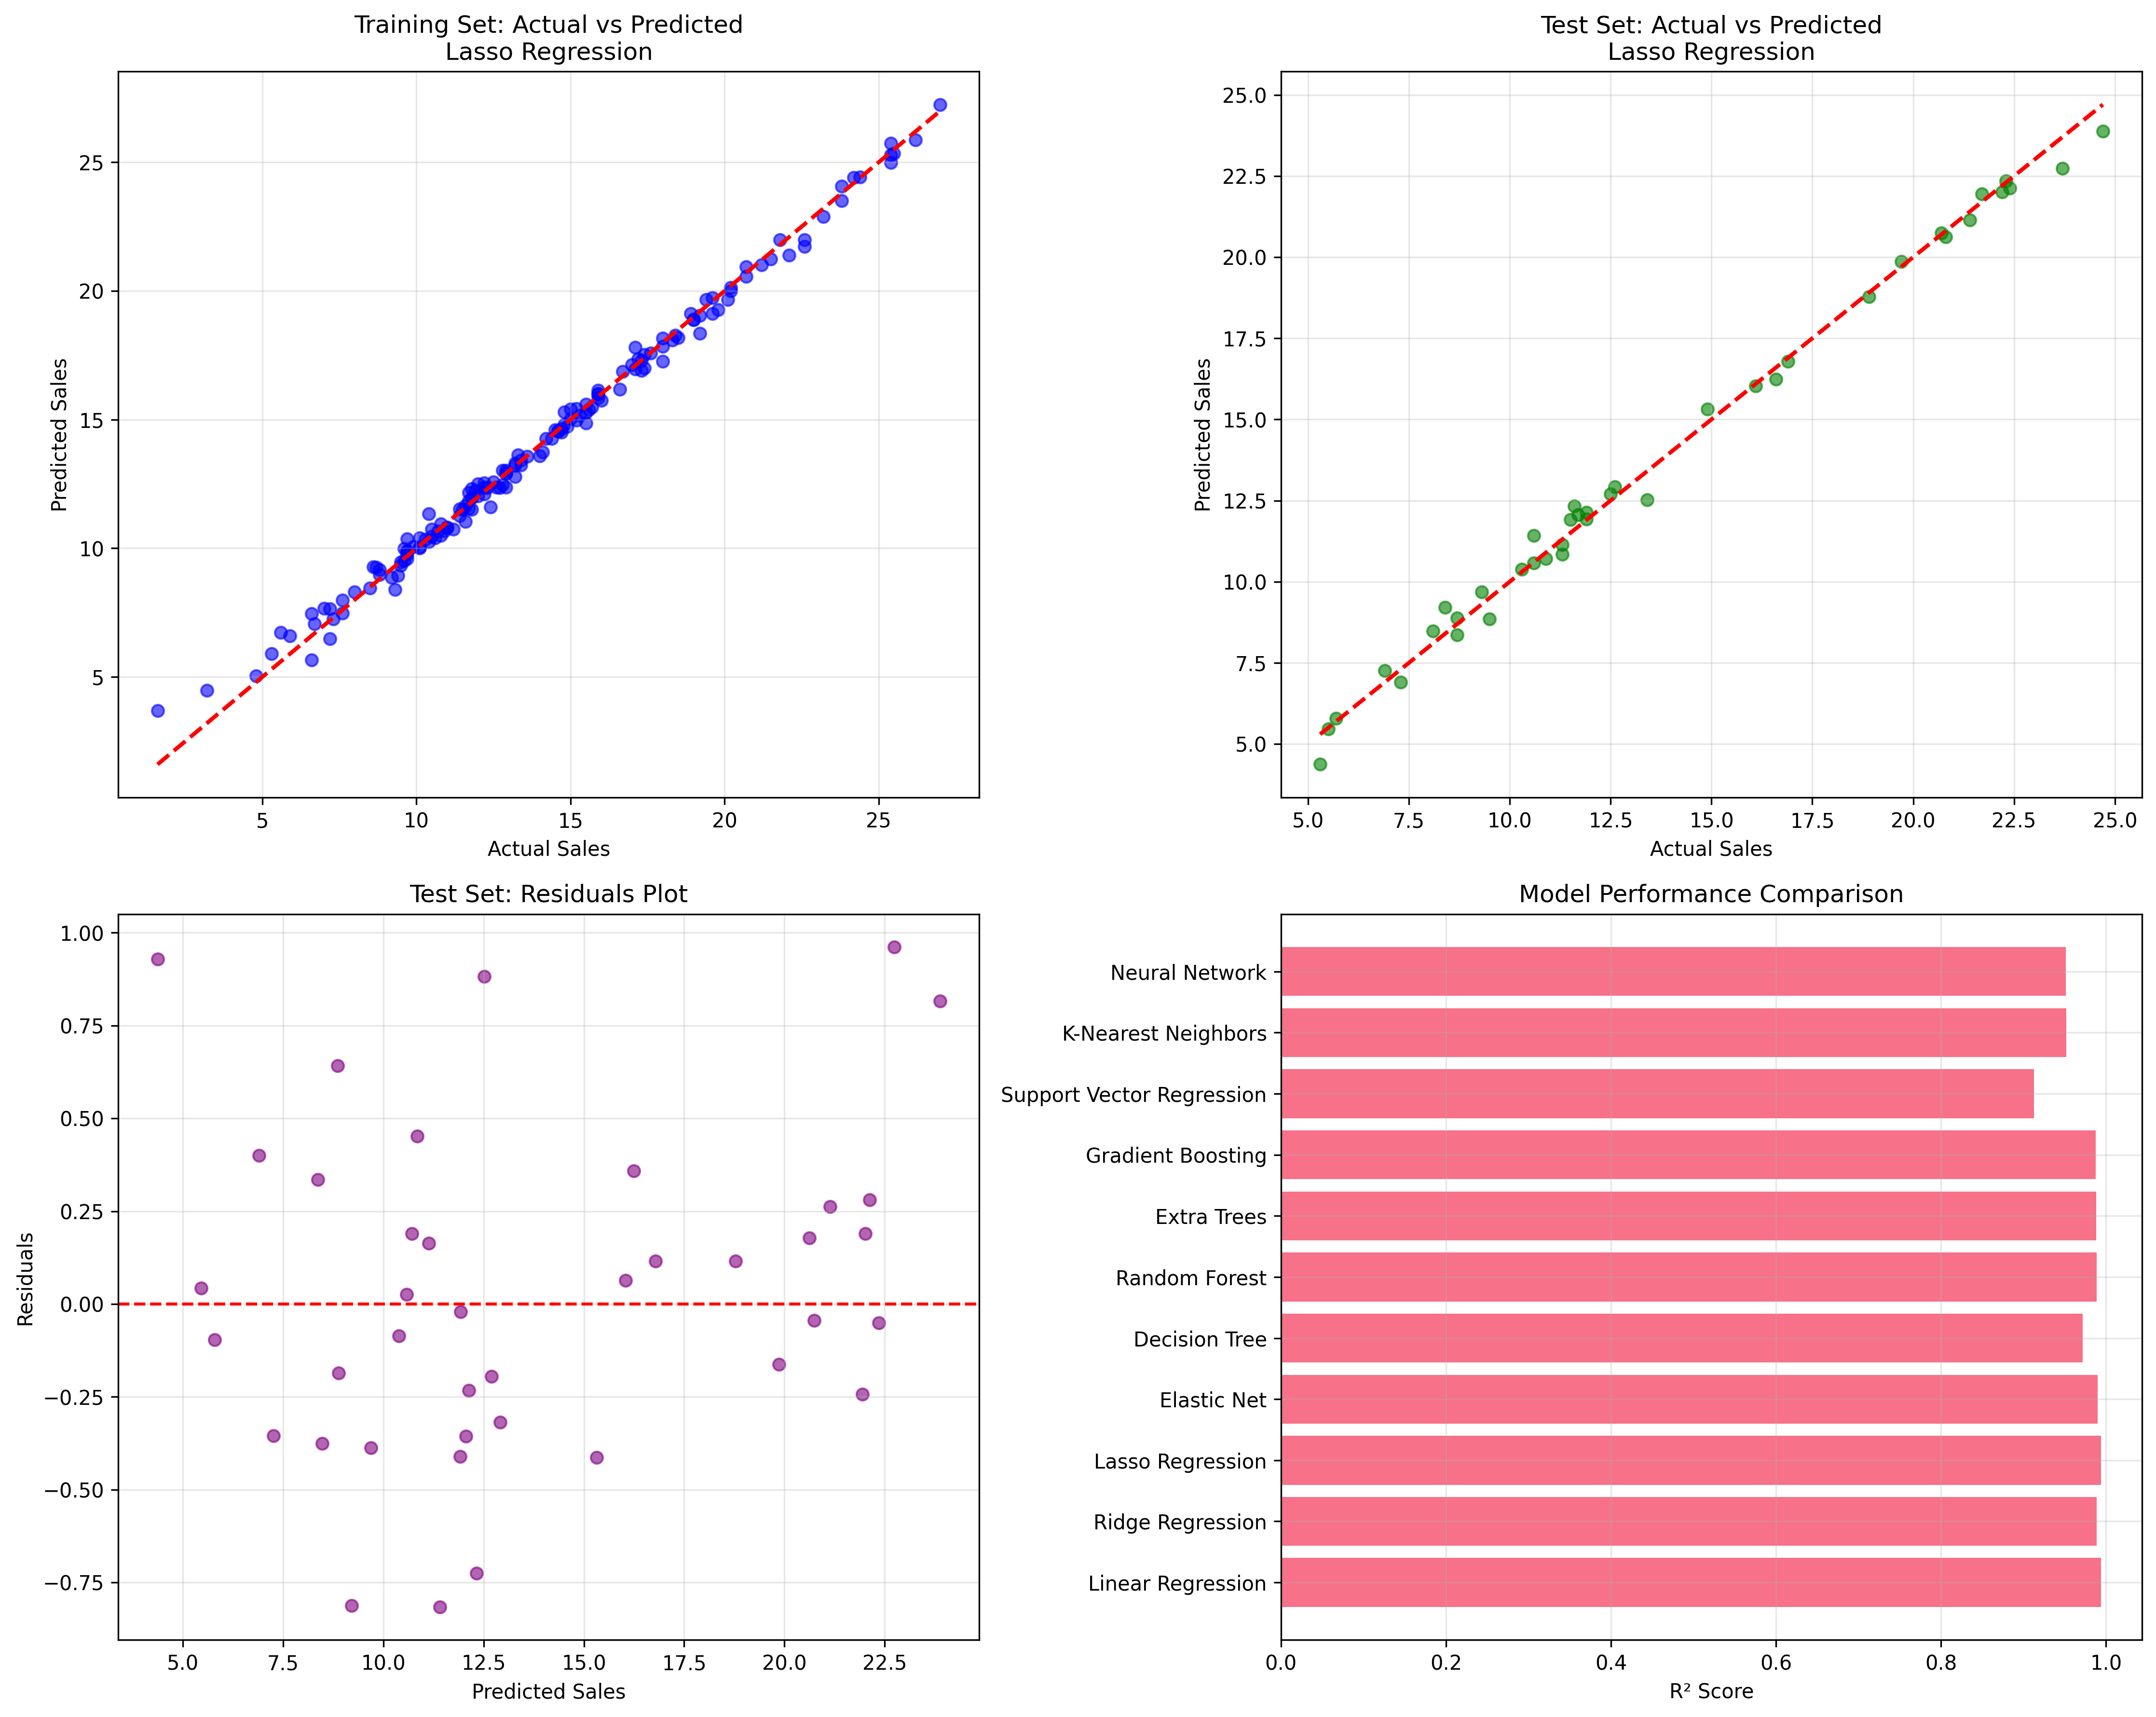 Training Set: Actual vs Predicted
Lasso Regression
Predicted Sales
25
20
15
10
5
5 10 15 20 25
Actual Sales
Test Set: Actual vs Predicted
Lasso Regression
Predicted Sales
25.0
22.5
20.0
17.5
15.0
12.5
10.0
7.5
5.0
5.0 7.5 10.0 12.5 15.0 17.5 20.0 22.5 25.0
Actual Sales
Test Set: Residuals Plot
Residuals
1.00
0.75
0.50
0.25
0.00
−0.25
−0.50
−0.75
5.0 7.5 10.0 12.5 15.0 17.5 20.0 22.5
Predicted Sales
Model Performance Comparison
Neural Network
K-Nearest Neighbors
Support Vector Regression
Gradient Boosting
Extra Trees
Random Forest
Decision Tree
Elastic Net
Lasso Regression
Ridge Regression
Linear Regression
0.0 0.2 0.4 0.6 0.8 1.0
R² Score